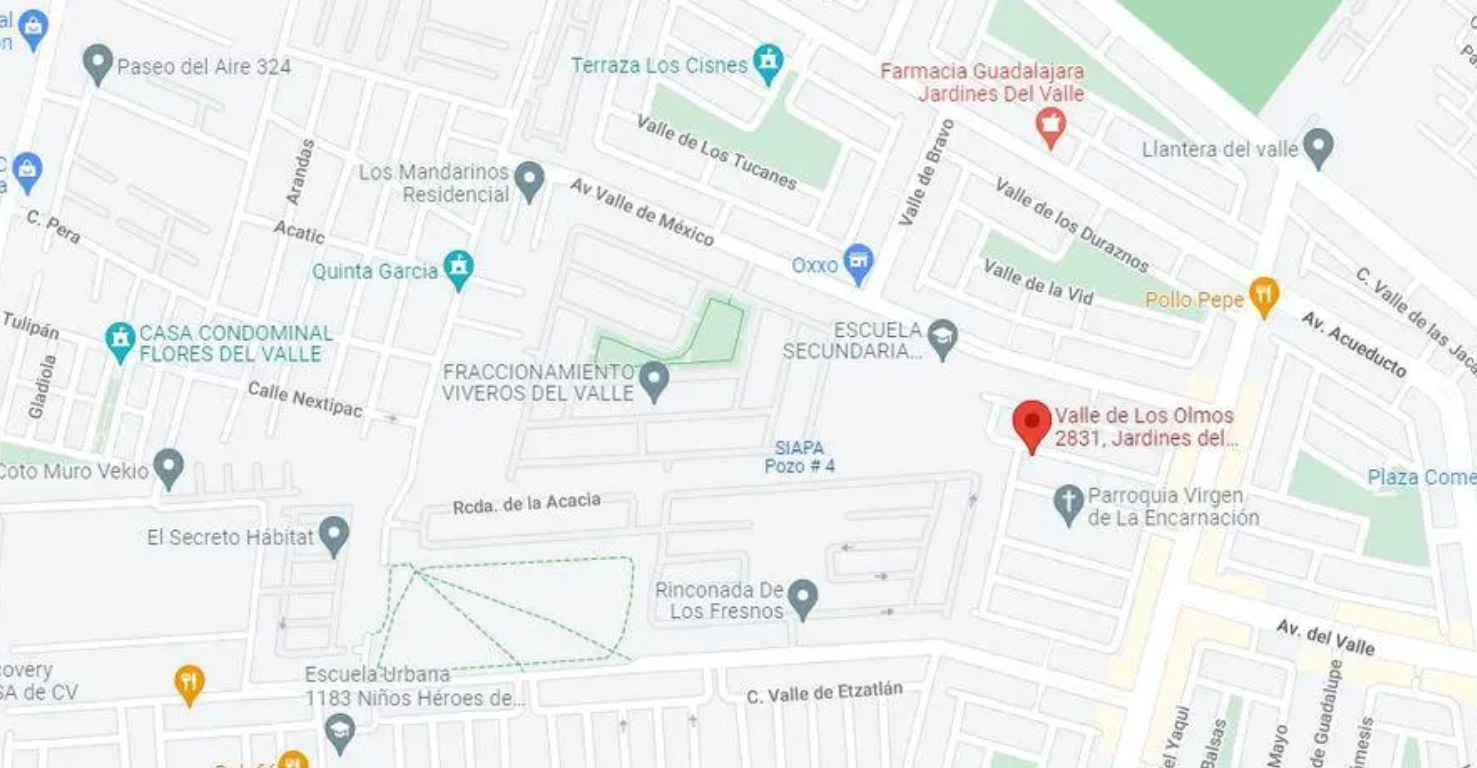 al
Paseo del Aire 324
Terraza Los Cisnes
Farmacia Guadalajara
Jardines Del Valle
Valle de Los Tucanes
Valle de Bravo
Llantera del valle
Arandas
Los Mandarinos
Residencial
Av Valle de México
Valle de los Duraznos
C. Pera
Acatic
Quinta Garcia
Oxxo
Valle de la Vid
Pollo Pepe
C. Valle de las Jaca
Tulipán
CASA CONDOMINAL
FLORES DEL VALLE
ESCUELA
SECUNDARIA...
Av. Acueducto
Gladiola
Calle Nextipac
FRACCIONAMIENTO
VIVEROS DEL VALLE
Valle de Los Olmos
2831, Jardines del...
SIAPA
Pozo # 4
Coto Muro Vekio
Plaza Come
Rcda. de la Acacia
Parroquia Virgen
de La Encarnación
El Secreto Hábitat
Rinconada De
Los Fresnos
Av. del Valle
covery
SA de CV
Escuela Urbana
1183 Niños Héroes de...
C. Valle de Etzatlán
el Yaqui
Balsas
Mayo
de Guadalupe